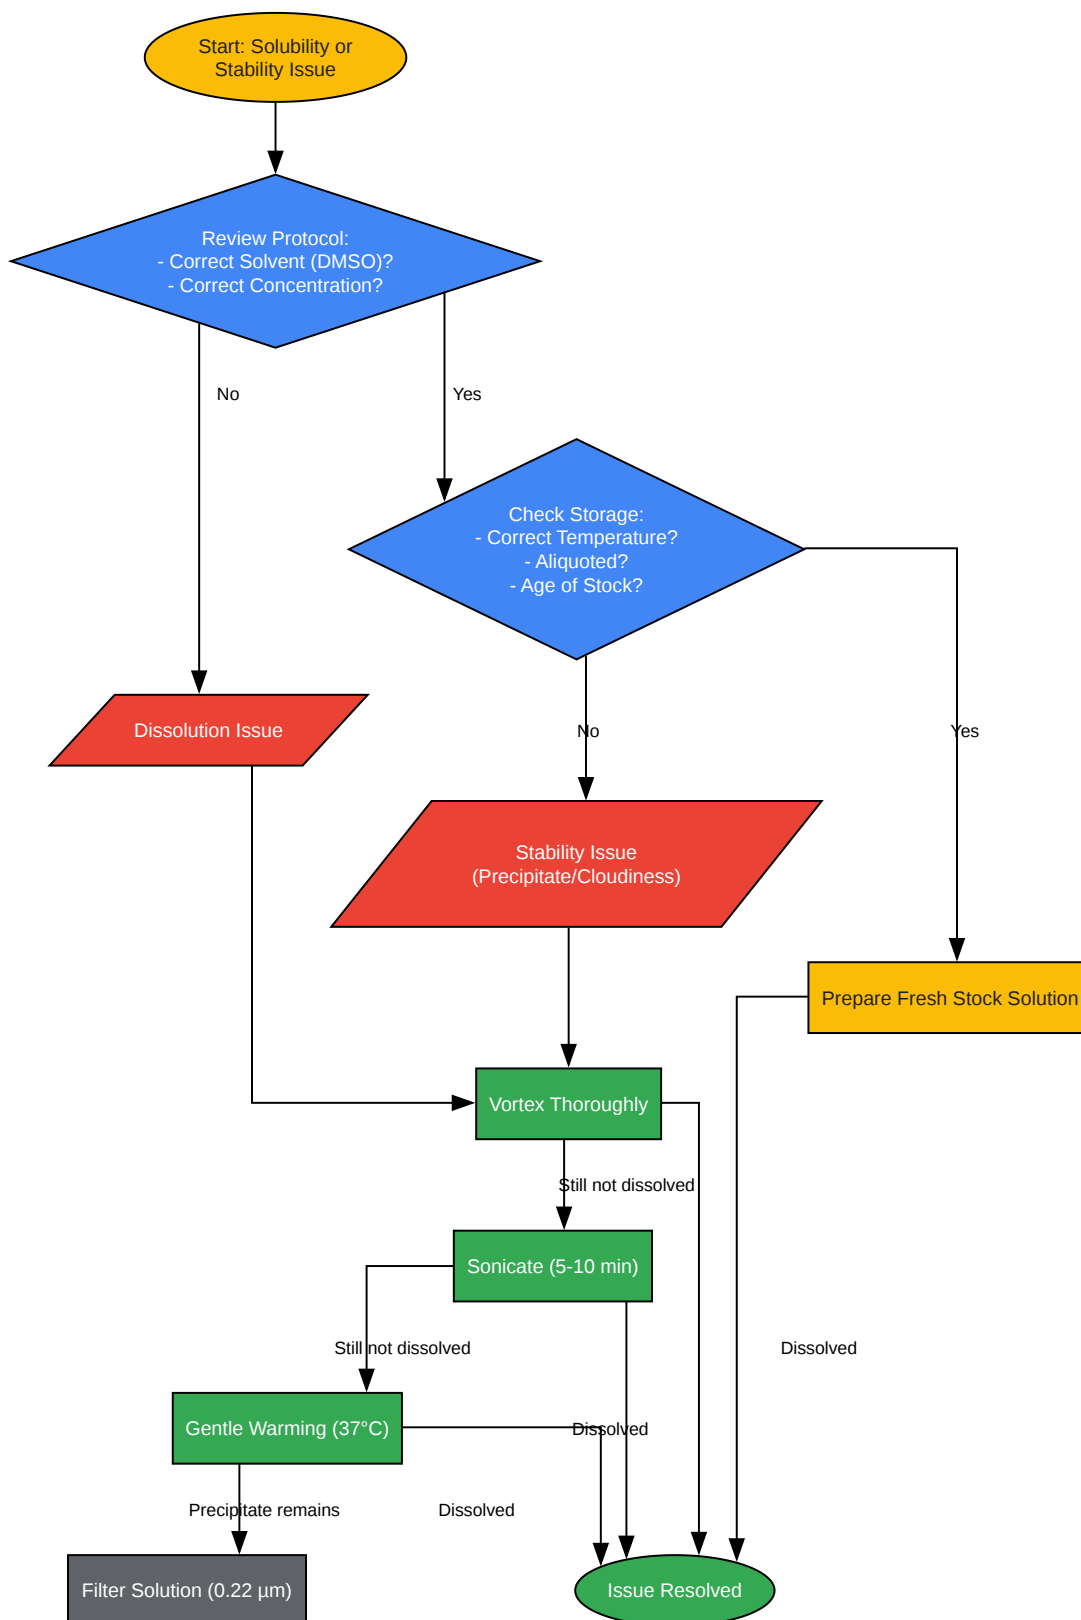 Start: Solubility or
Stability Issue
Review Protocol:
- Correct Solvent (DMSO)?
- Correct Concentration?
No
Yes
Check Storage:
- Correct Temperature?
- Aliquoted?
- Age of Stock?
Dissolution Issue
No
Yes
Stability Issue
(Precipitate/Cloudiness)
Prepare Fresh Stock Solution
Vortex Thoroughly
Still not dissolved
Sonicate (5-10 min)
Still not dissolved
Dissolved
Gentle Warming (37°C)
Dissolved
Precipitate remains
Dissolved
Filter Solution (0.22 µm)
Issue Resolved